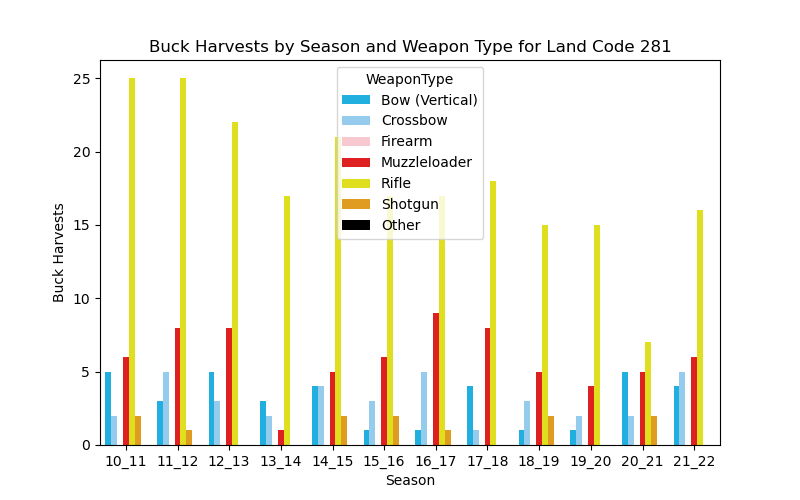 Buck Harvests by Season and Weapon Type for Land Code 281
25
20
15
10
5
0
Buck Harvests
WeaponType
Bow (Vertical)
Crossbow
Firearm
Muzzleloader
Rifle
Shotgun
Other
10_11 11_12 12_13 13_14 14_15 15_16 16_17 17_18 18_19 19_20 20_21 21_22
Season